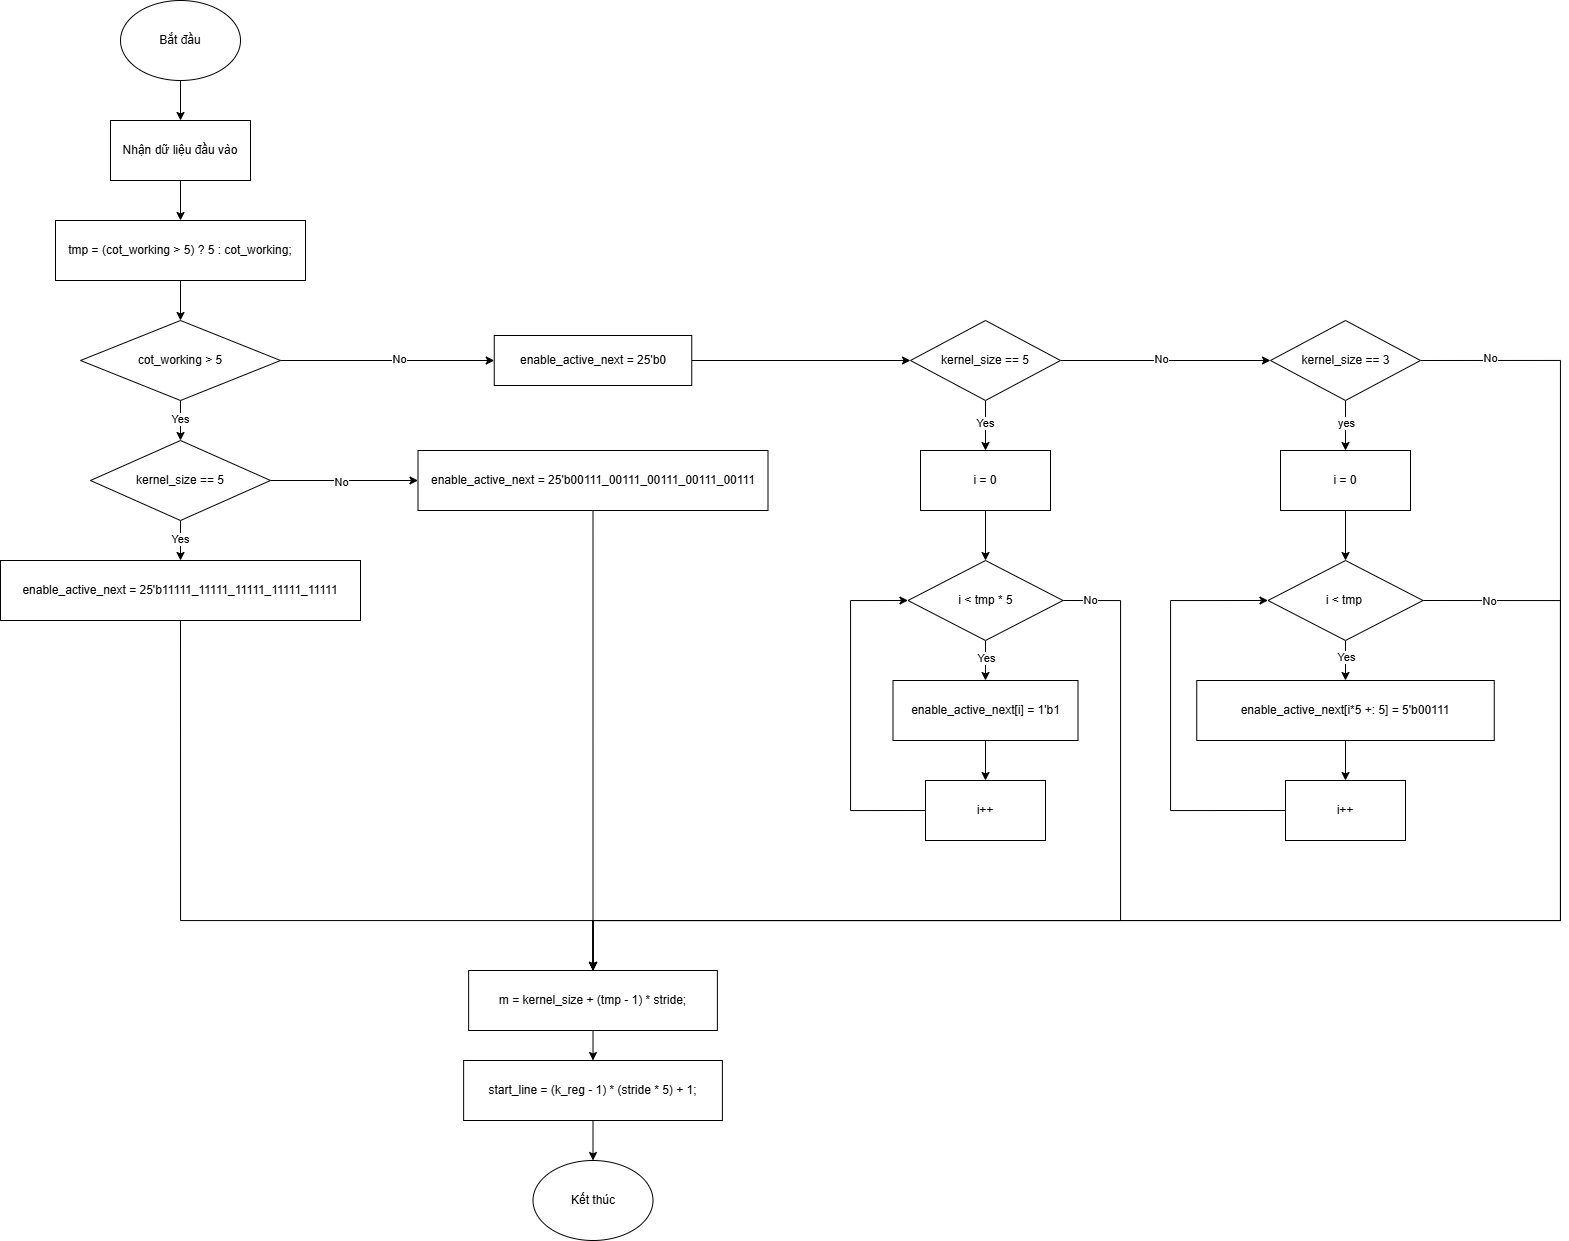 Bắt đầu
Nhận dữ liệu đầu vào
tmp = (cot_working > 5) ? 5 : cot_working;
cot_working > 5
No
enable_active_next = 25'b0
kernel_size == 5
No
kernel_size == 3
No
Yes
Yes
yes
kernel_size == 5
No
enable_active_next = 25'b00111_00111_00111_00111_00111
i = 0
i = 0
Yes
enable_active_next = 25'b11111_11111_11111_11111_11111
i < tmp * 5
No
i < tmp
No
Yes
Yes
enable_active_next[i] = 1'b1
enable_active_next[i*5 +: 5] = 5'b00111
i++
i++
m = kernel_size + (tmp - 1) * stride;
start_line = (k_reg - 1) * (stride * 5) + 1;
Kết thúc